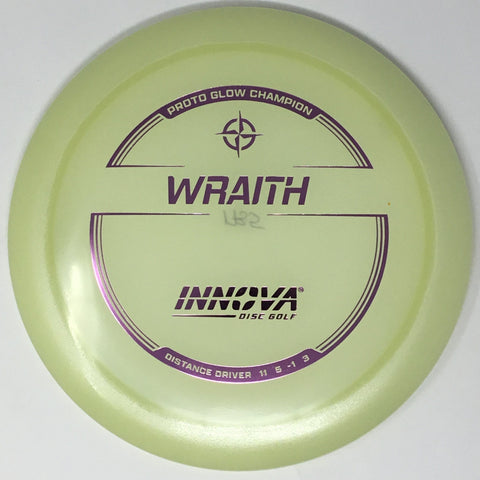 PROTO GLOW CHAMPION
WRAITH
INNOVA
DISC GOLF
DISTANCE DRIVER 11 5 -1 3